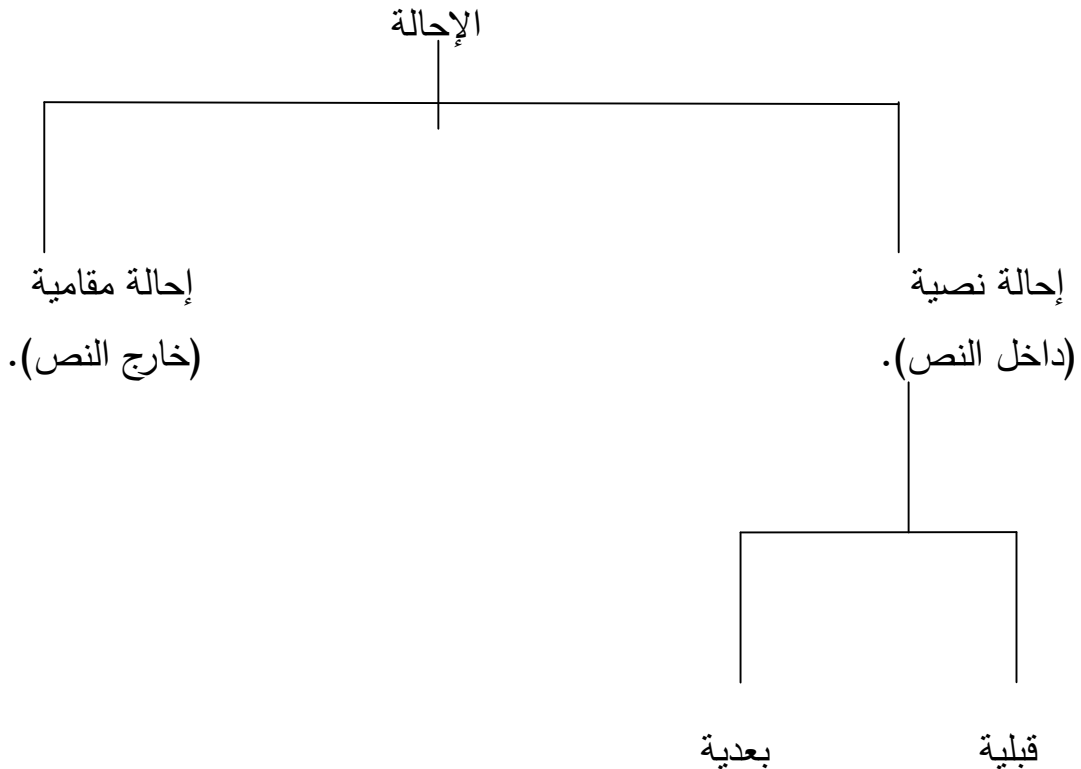 الإحالة
إحالة نصية
إحالة مقامية
(داخل النص).
(خارج النص).
قبلية
بعدية